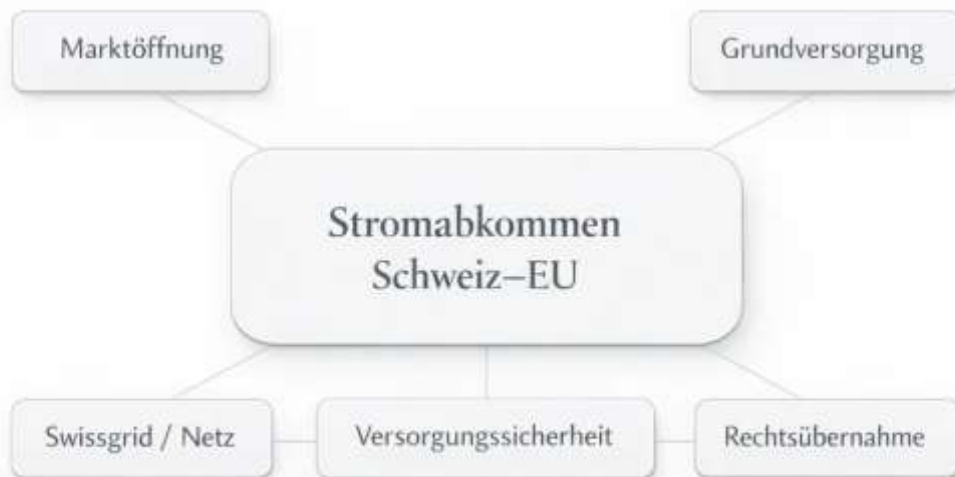 Marktöffnung
Grundversorgung
Stromabkommen
Schweiz–EU
Swissgrid / Netz
Versorgungssicherheit
Rechtsübernahme